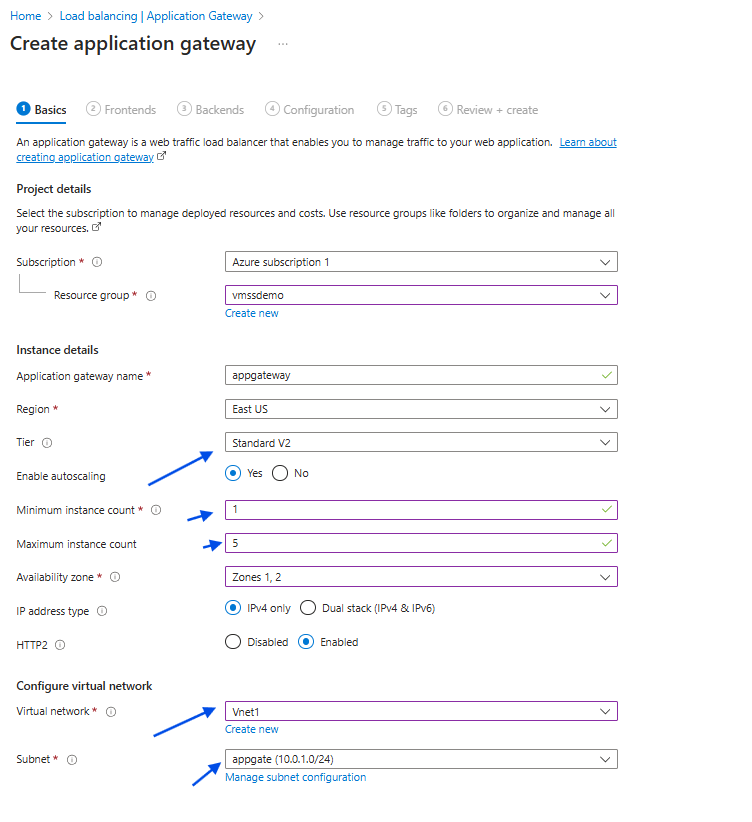 Home > Load balancing | Application Gateway >
Create application gateway ...
1 Basics 2 Frontends 3 Backends 4 Configuration 5 Tags 6 Review + create
An application gateway is a web traffic load balancer that enables you to manage traffic to your web application. Learn about
creating application gateway
Project details
Select the subscription to manage deployed resources and costs. Use resource groups like folders to organize and manage all
your resources.
Subscription * Azure subscription 1
Resource group * vmssdemo
Create new
Instance details
Application gateway name * appgateway
Region * East US
Tier Standard V2
Enable autoscaling Yes No
Minimum instance count * 1
Maximum instance count 5
Availability zone * Zones 1, 2
IP address type IPv4 only Dual stack (IPv4 & IPv6)
HTTP2 Disabled Enabled
Configure virtual network
Virtual network * Vnet1
Create new
Subnet * appgate (10.0.1.0/24)
Manage subnet configuration